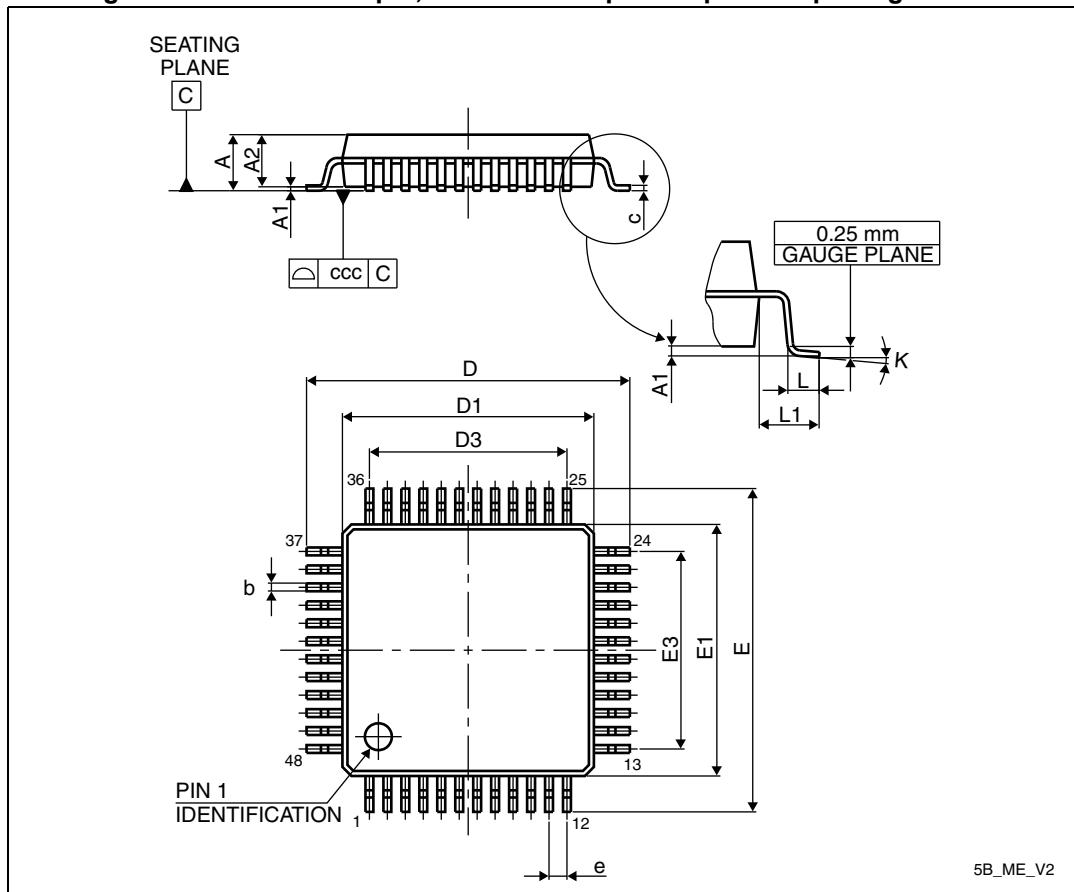 SEATING
PLANE
C
A
A2
A1
c
ccc C
0.25 mm
GAUGE PLANE
A1
K
L
L1
D
D1
D3
36
25
37
24
b
E3
E1
E
48
13
PIN 1
IDENTIFICATION
1
12
e
5B_ME_V2